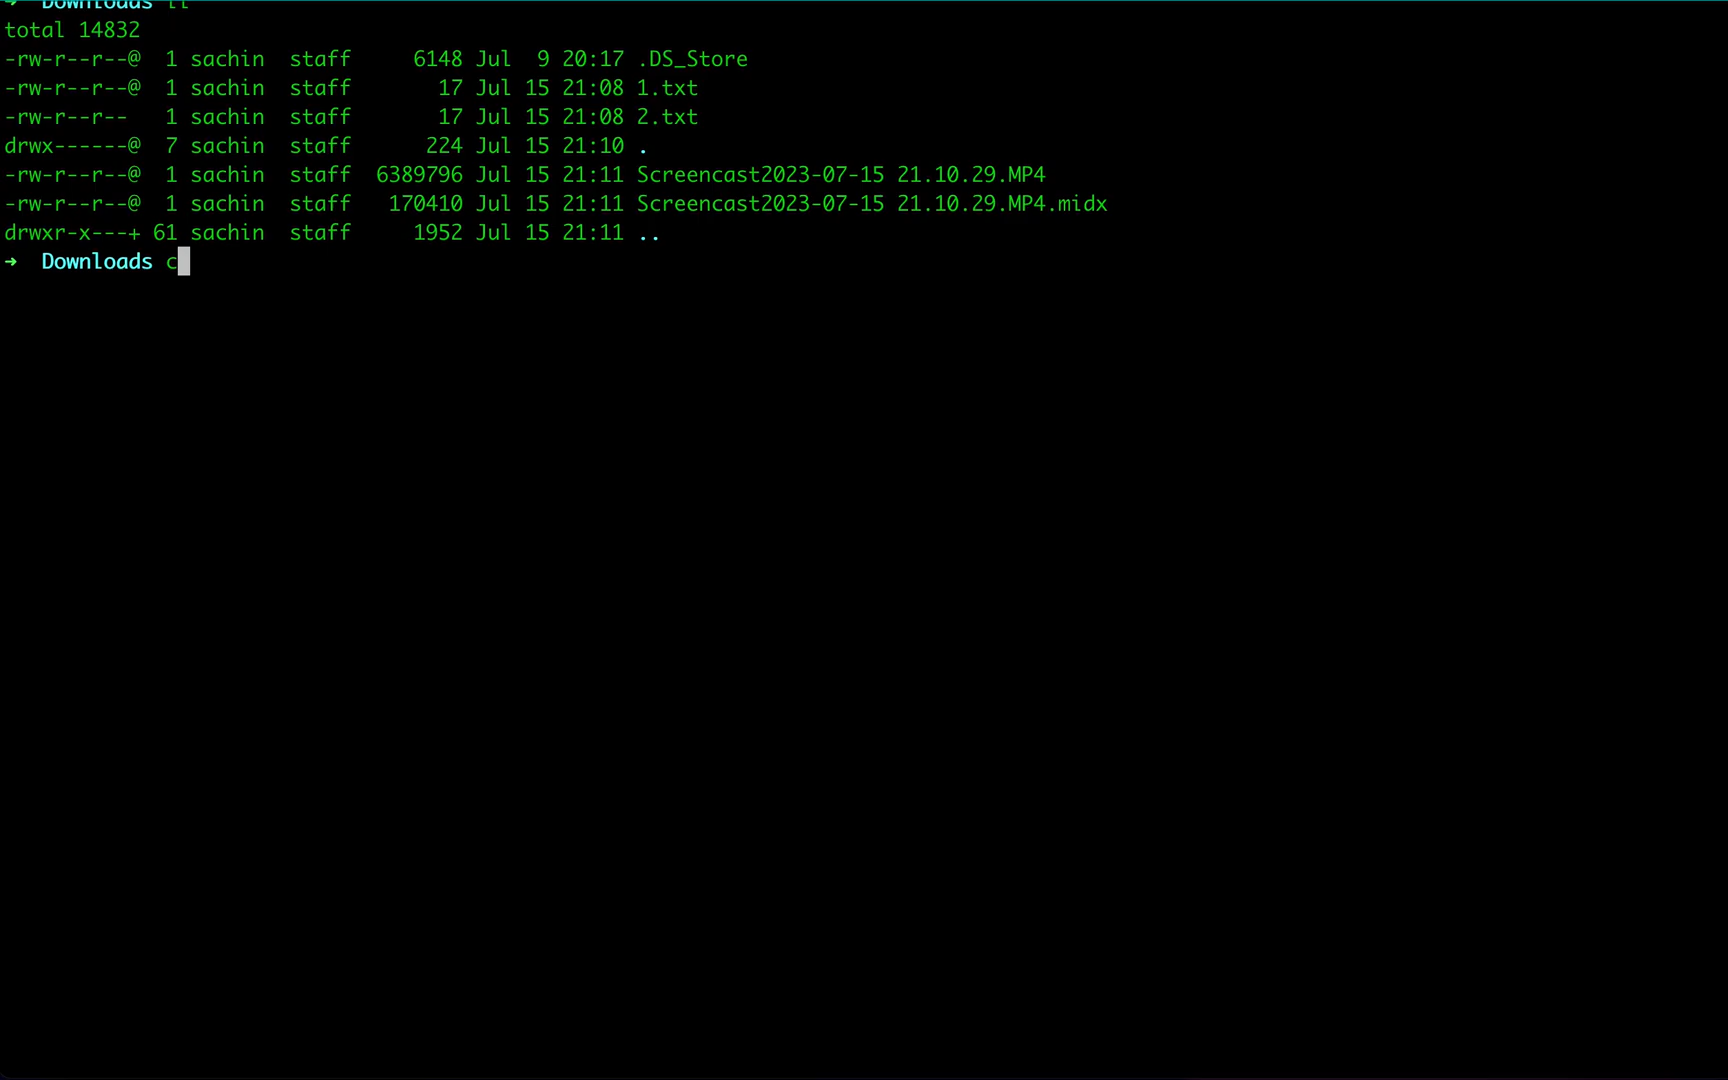 ➜  Downloads ll
total 14832
-rw-r--r--@  1 sachin  staff     6148 Jul  9 20:17 .DS_Store
-rw-r--r--@  1 sachin  staff       17 Jul 15 21:08 1.txt
-rw-r--r--   1 sachin  staff       17 Jul 15 21:08 2.txt
drwx------@  7 sachin  staff      224 Jul 15 21:10 .
-rw-r--r--@  1 sachin  staff  6389796 Jul 15 21:11 Screencast2023-07-15 21.10.29.MP4
-rw-r--r--@  1 sachin  staff   170410 Jul 15 21:11 Screencast2023-07-15 21.10.29.MP4.midx
drwxr-x---+ 61 sachin  staff     1952 Jul 15 21:11 ..
➜  Downloads c